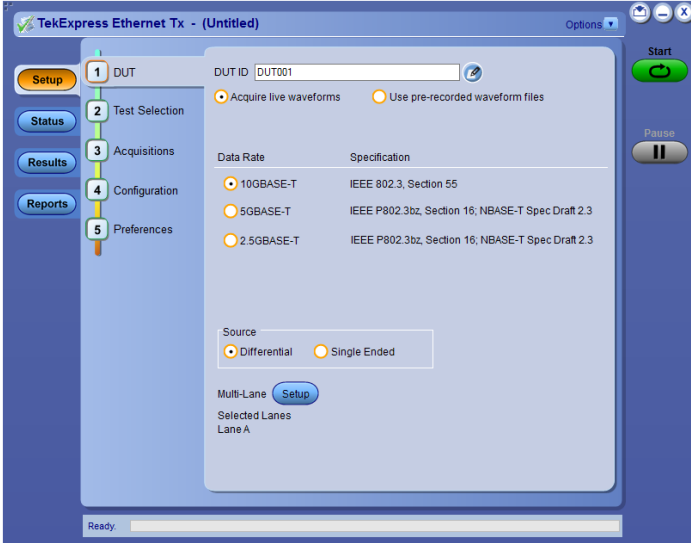 TekExpress Ethernet Tx - (Untitled)
Options
Start
Pause
Setup
Status
Results
Reports
1 DUT
2 Test Selection
3 Acquisitions
4 Configuration
5 Preferences
DUT ID DUT001
Acquire live waveforms Use pre-recorded waveform files
Data Rate Specification
10GBASE-T IEEE 802.3, Section 55
5GBASE-T IEEE P802.3bz, Section 16; NBASE-T Spec Draft 2.3
2.5GBASE-T IEEE P802.3bz, Section 16; NBASE-T Spec Draft 2.3
Source
Differential Single Ended
Multi-Lane Setup
Selected Lanes
Lane A
Ready.